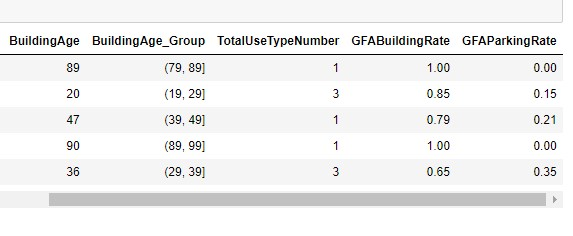 BuildingAge BuildingAge_Group TotalUseTypeNumber GFABuildingRate GFAParkingRate
89 (79, 89] 1 1.00 0.00
20 (19, 29] 3 0.85 0.15
47 (39, 49] 1 0.79 0.21
90 (89, 99] 1 1.00 0.00
36 (29, 39] 3 0.65 0.35